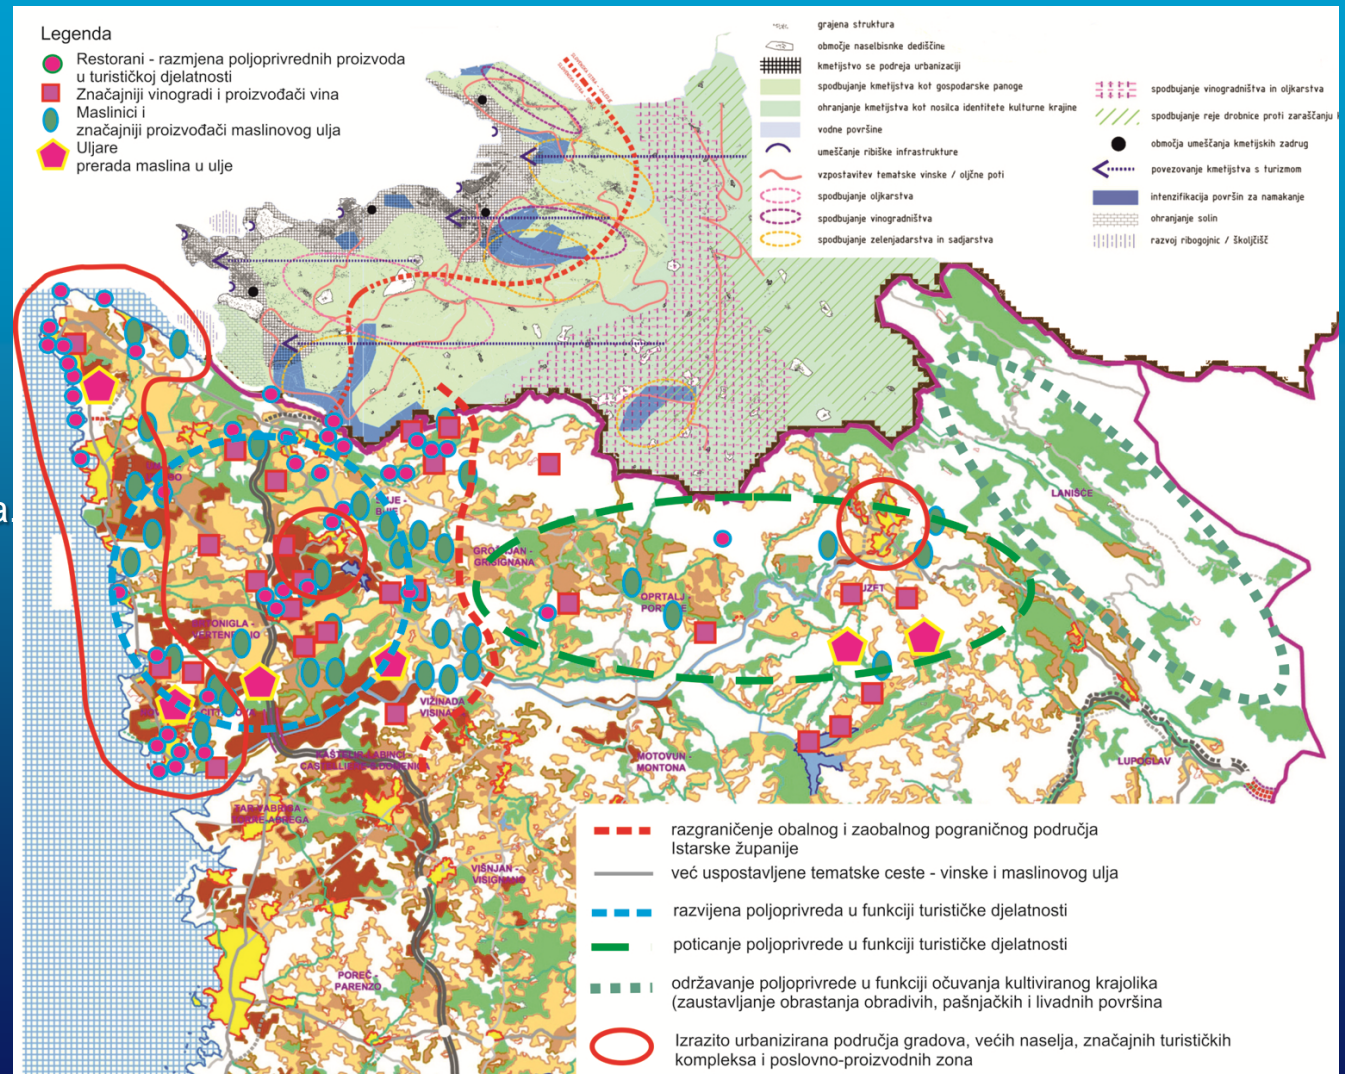 Legenda
Restorani - razmjena poljoprivrednih proizvoda
u turističkoj djelatnosti
Značajniji vinogradi i proizvođači vina
Maslinici i
značajniji proizvođači maslinovog ulja
Uljare
prerada maslina u ulje
grajena struktura
območje naselbisnke dediščine
kmetijstvo se podreja urbanizaciji
spodbujanje kmetijstva kot gospodarske panoge
ohranjanje kmetijstva kot nosilca identitete kulturne krajine
vodne površine
umeščanje ribiške infrastrukture
vzpostavitev tematske vinske / oljčne poti
spodbujanje oljkarstva
spodbujanje vinogradništva
spodbujanje zelenjadarstva in sadjarstva
spodbujanje vinogradništva in oljkarstva
spodbujanje reje drobnice proti zaraščanju
območja umeščanja kmetijskih zadrug
povezovanje kmetijstva s turizmom
intenzifikacija površin za namakanje
ohranjanje solin
razvoj ribogojnic / školjčišč
a.
LANIŠĆE
GROŽNJAN -
GRISIGNANA
OPRTALJ -
UZET
VIŽINADA
MOTOVUN -
MONTONA
LUPOGLAV
VIŠNJAN -
VISIGNANO
POREČ -
PARENZO
razgraničenje obalnog i zaobalnog pograničnog područja
Istarske županije
već uspostavljene tematske ceste - vinske i maslinovog ulja
razvijena poljoprivreda u funkciji turističke djelatnosti
poticanje poljoprivrede u funkciji turističke djelatnosti
održavanje poljoprivrede u funkciji očuvanja kultiviranog krajolika
(zaustavljanje obrastanja obradivih, pašnjačkih i livadnih površina
Izrazito urbanizirana područja gradova, većih naselja, značajnih turističkih
kompleksa i poslovno-proizvodnih zona